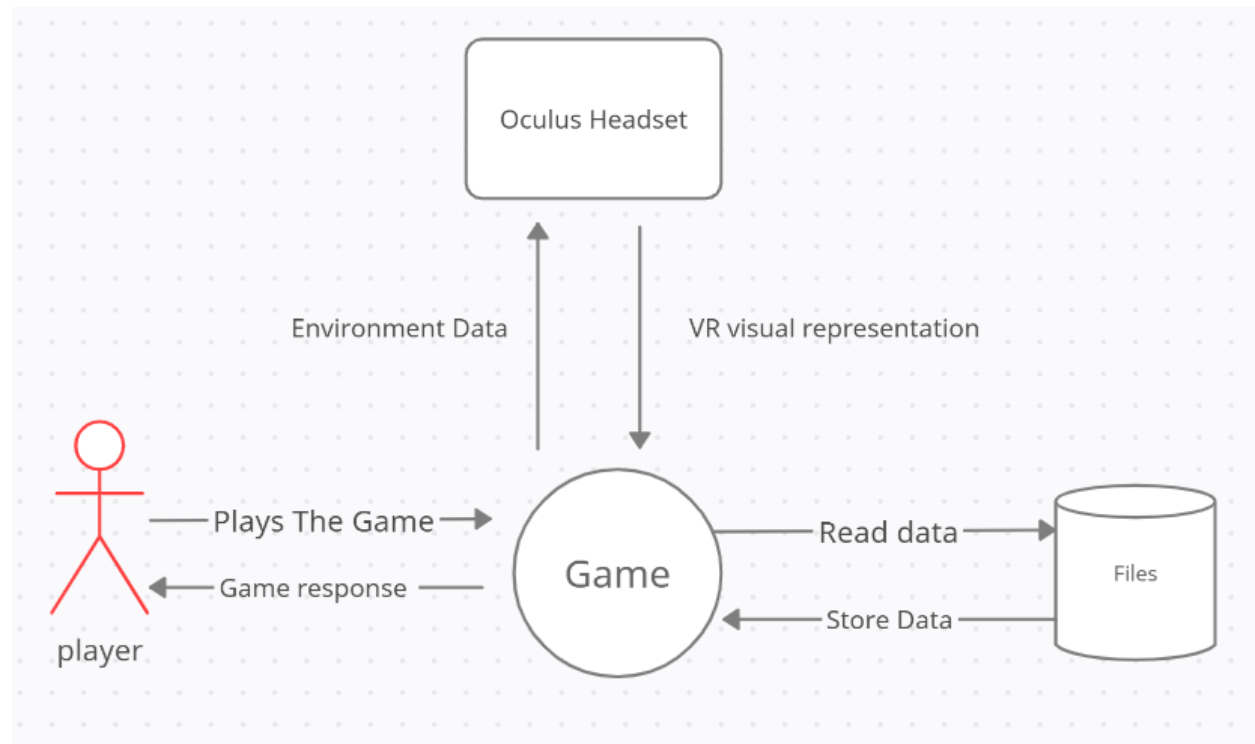 Oculus Headset
Environment Data
VR visual representation
Plays The Game
Game response
player
Game
Read data
Store Data
Files